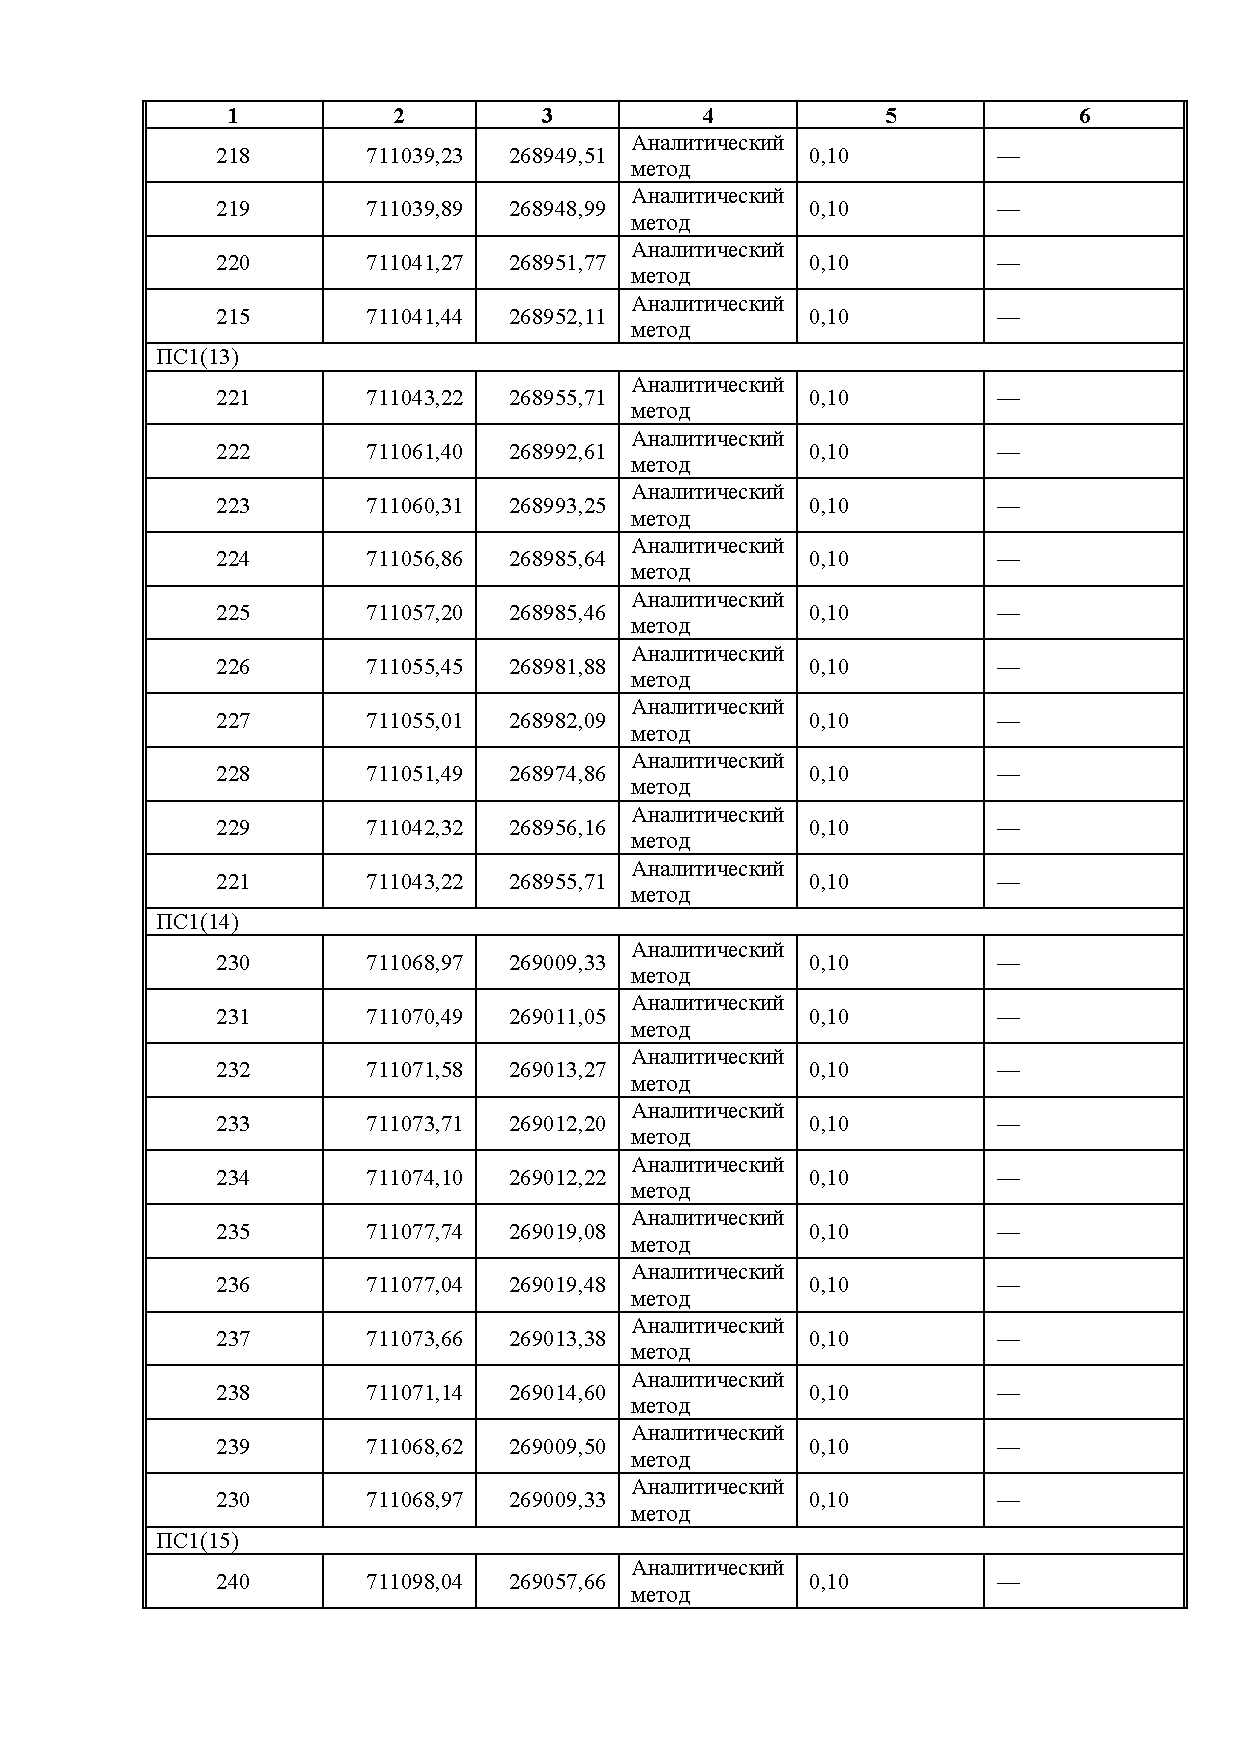 1 2 3 4 5 6
218 711039,23 268949,51 Аналитический метод 0,10 —
219 711039,89 268948,99 Аналитический метод 0,10 —
220 711041,27 268951,77 Аналитический метод 0,10 —
215 711041,44 268952,11 Аналитический метод 0,10 —
ПС1(13)
221 711043,22 268955,71 Аналитический метод 0,10 —
222 711061,40 268992,61 Аналитический метод 0,10 —
223 711060,31 268993,25 Аналитический метод 0,10 —
224 711056,86 268985,64 Аналитический метод 0,10 —
225 711057,20 268985,46 Аналитический метод 0,10 —
226 711055,45 268981,88 Аналитический метод 0,10 —
227 711055,01 268982,09 Аналитический метод 0,10 —
228 711051,49 268974,86 Аналитический метод 0,10 —
229 711042,32 268956,16 Аналитический метод 0,10 —
221 711043,22 268955,71 Аналитический метод 0,10 —
ПС1(14)
230 711068,97 269009,33 Аналитический метод 0,10 —
231 711070,49 269011,05 Аналитический метод 0,10 —
232 711071,58 269013,27 Аналитический метод 0,10 —
233 711073,71 269012,20 Аналитический метод 0,10 —
234 711074,10 269012,22 Аналитический метод 0,10 —
235 711077,74 269019,08 Аналитический метод 0,10 —
236 711077,04 269019,48 Аналитический метод 0,10 —
237 711073,66 269013,38 Аналитический метод 0,10 —
238 711071,14 269014,60 Аналитический метод 0,10 —
239 711068,62 269009,50 Аналитический метод 0,10 —
230 711068,97 269009,33 Аналитический метод 0,10 —
ПС1(15)
240 711098,04 269057,66 Аналитический метод 0,10 —